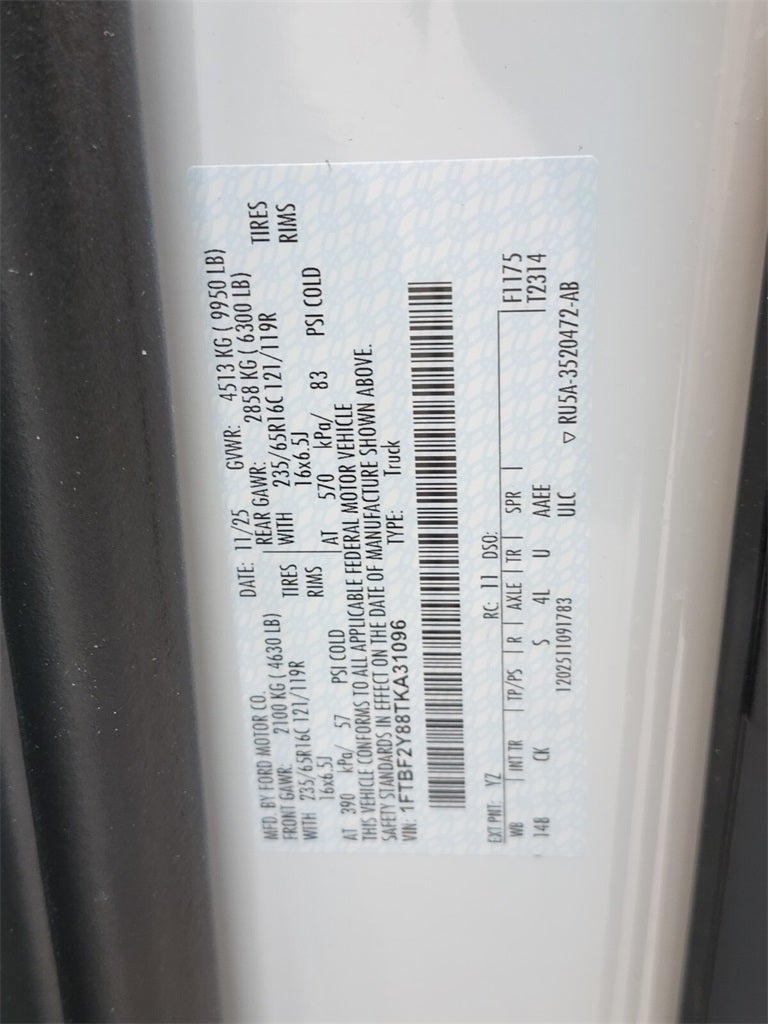 MFD. BY FORD MOTOR CO.
DATE: 11/25 GVWR: 4513 KG ( 9950 LB)
FRONT GAWR: 2100 KG ( 4630 LB) REAR GAWR: 2858 KG ( 6300 LB)
WITH 235/65R16C 121/119R TIRES WITH 235/65R16C 121/119R TIRES
16x6.5J RIMS 16x6.5J RIMS
AT 390 kPa/ 57 PSI COLD AT 570 kPa/ 83 PSI COLD
THIS VEHICLE CONFORMS TO ALL APPLICABLE FEDERAL MOTOR VEHICLE
SAFETY STANDARDS IN EFFECT ON THE DATE OF MANUFACTURE SHOWN ABOVE.
VIN: 1FTBF2Y88TKA31096 TYPE: Truck
EXT PNT: YZ RC: 11 DSO:
WB INT TR TP/PS R AXLE TR SPR F1175
148 CK S 4L U AAEE T2314
1202511091783 ULC ▽ RU5A-3520472-AB